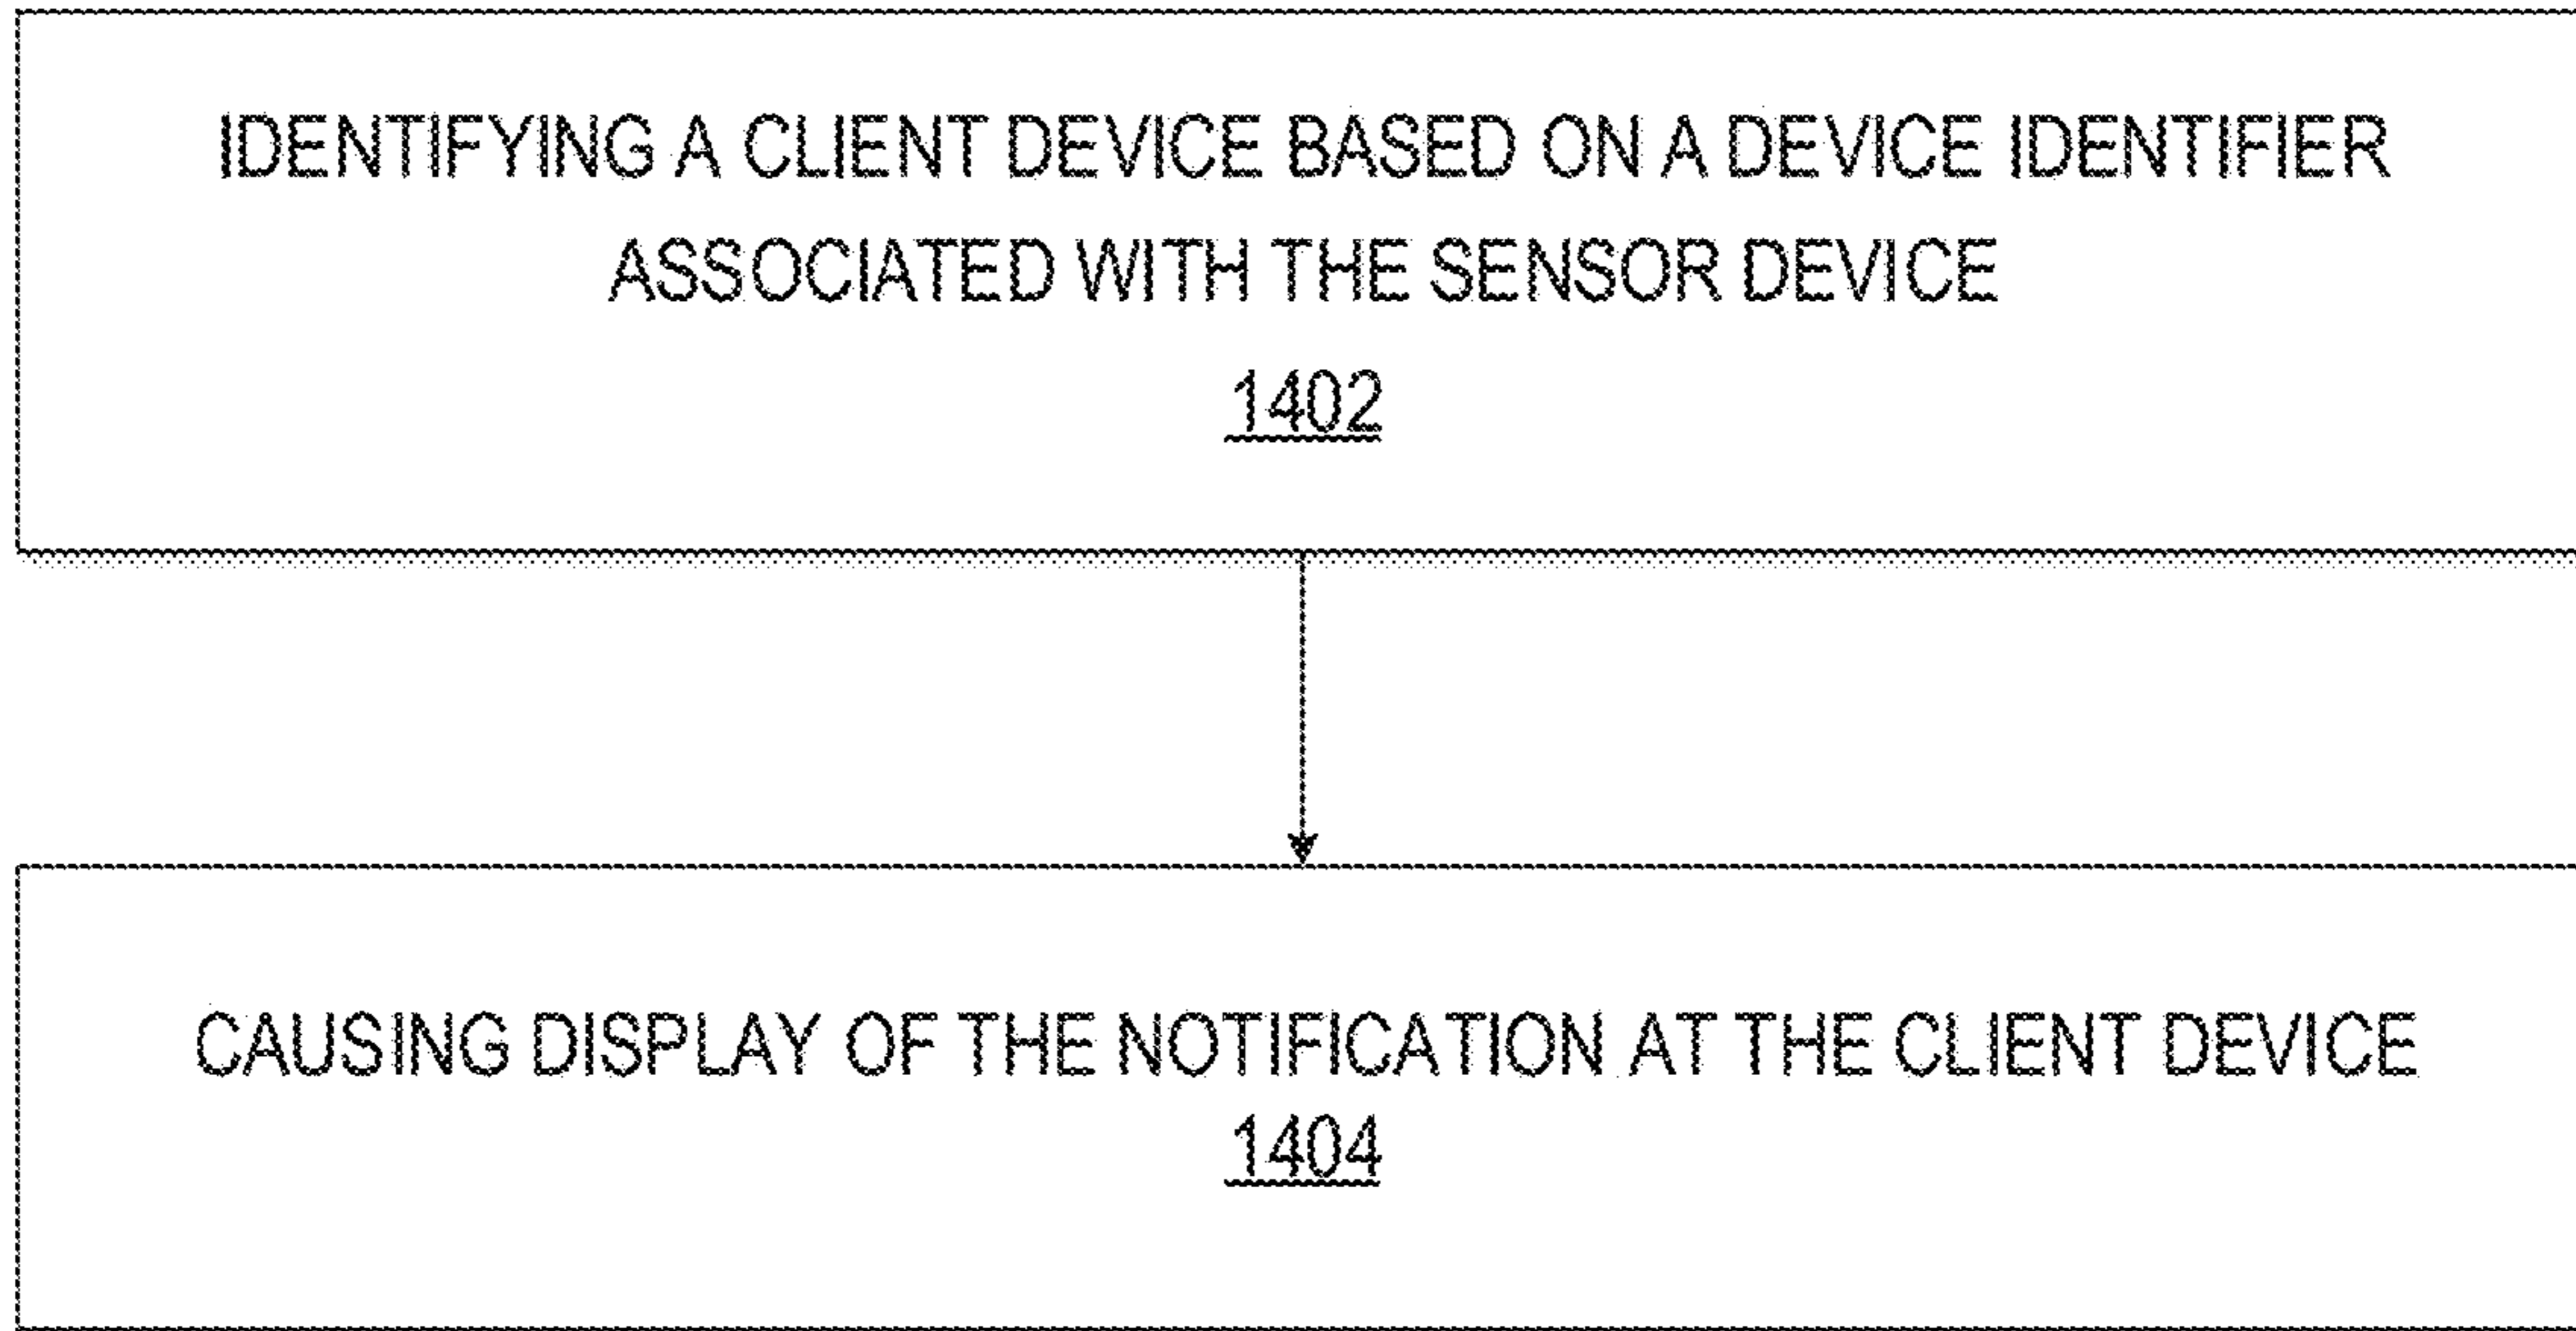 IDENTIFYING A CLIENT DEVICE BASED ON A DEVICE IDENTIFIER
ASSOCIATED WITH THE SENSOR DEVICE
1402
CAUSING DISPLAY OF THE NOTIFICATION AT THE CLIENT DEVICE
1404